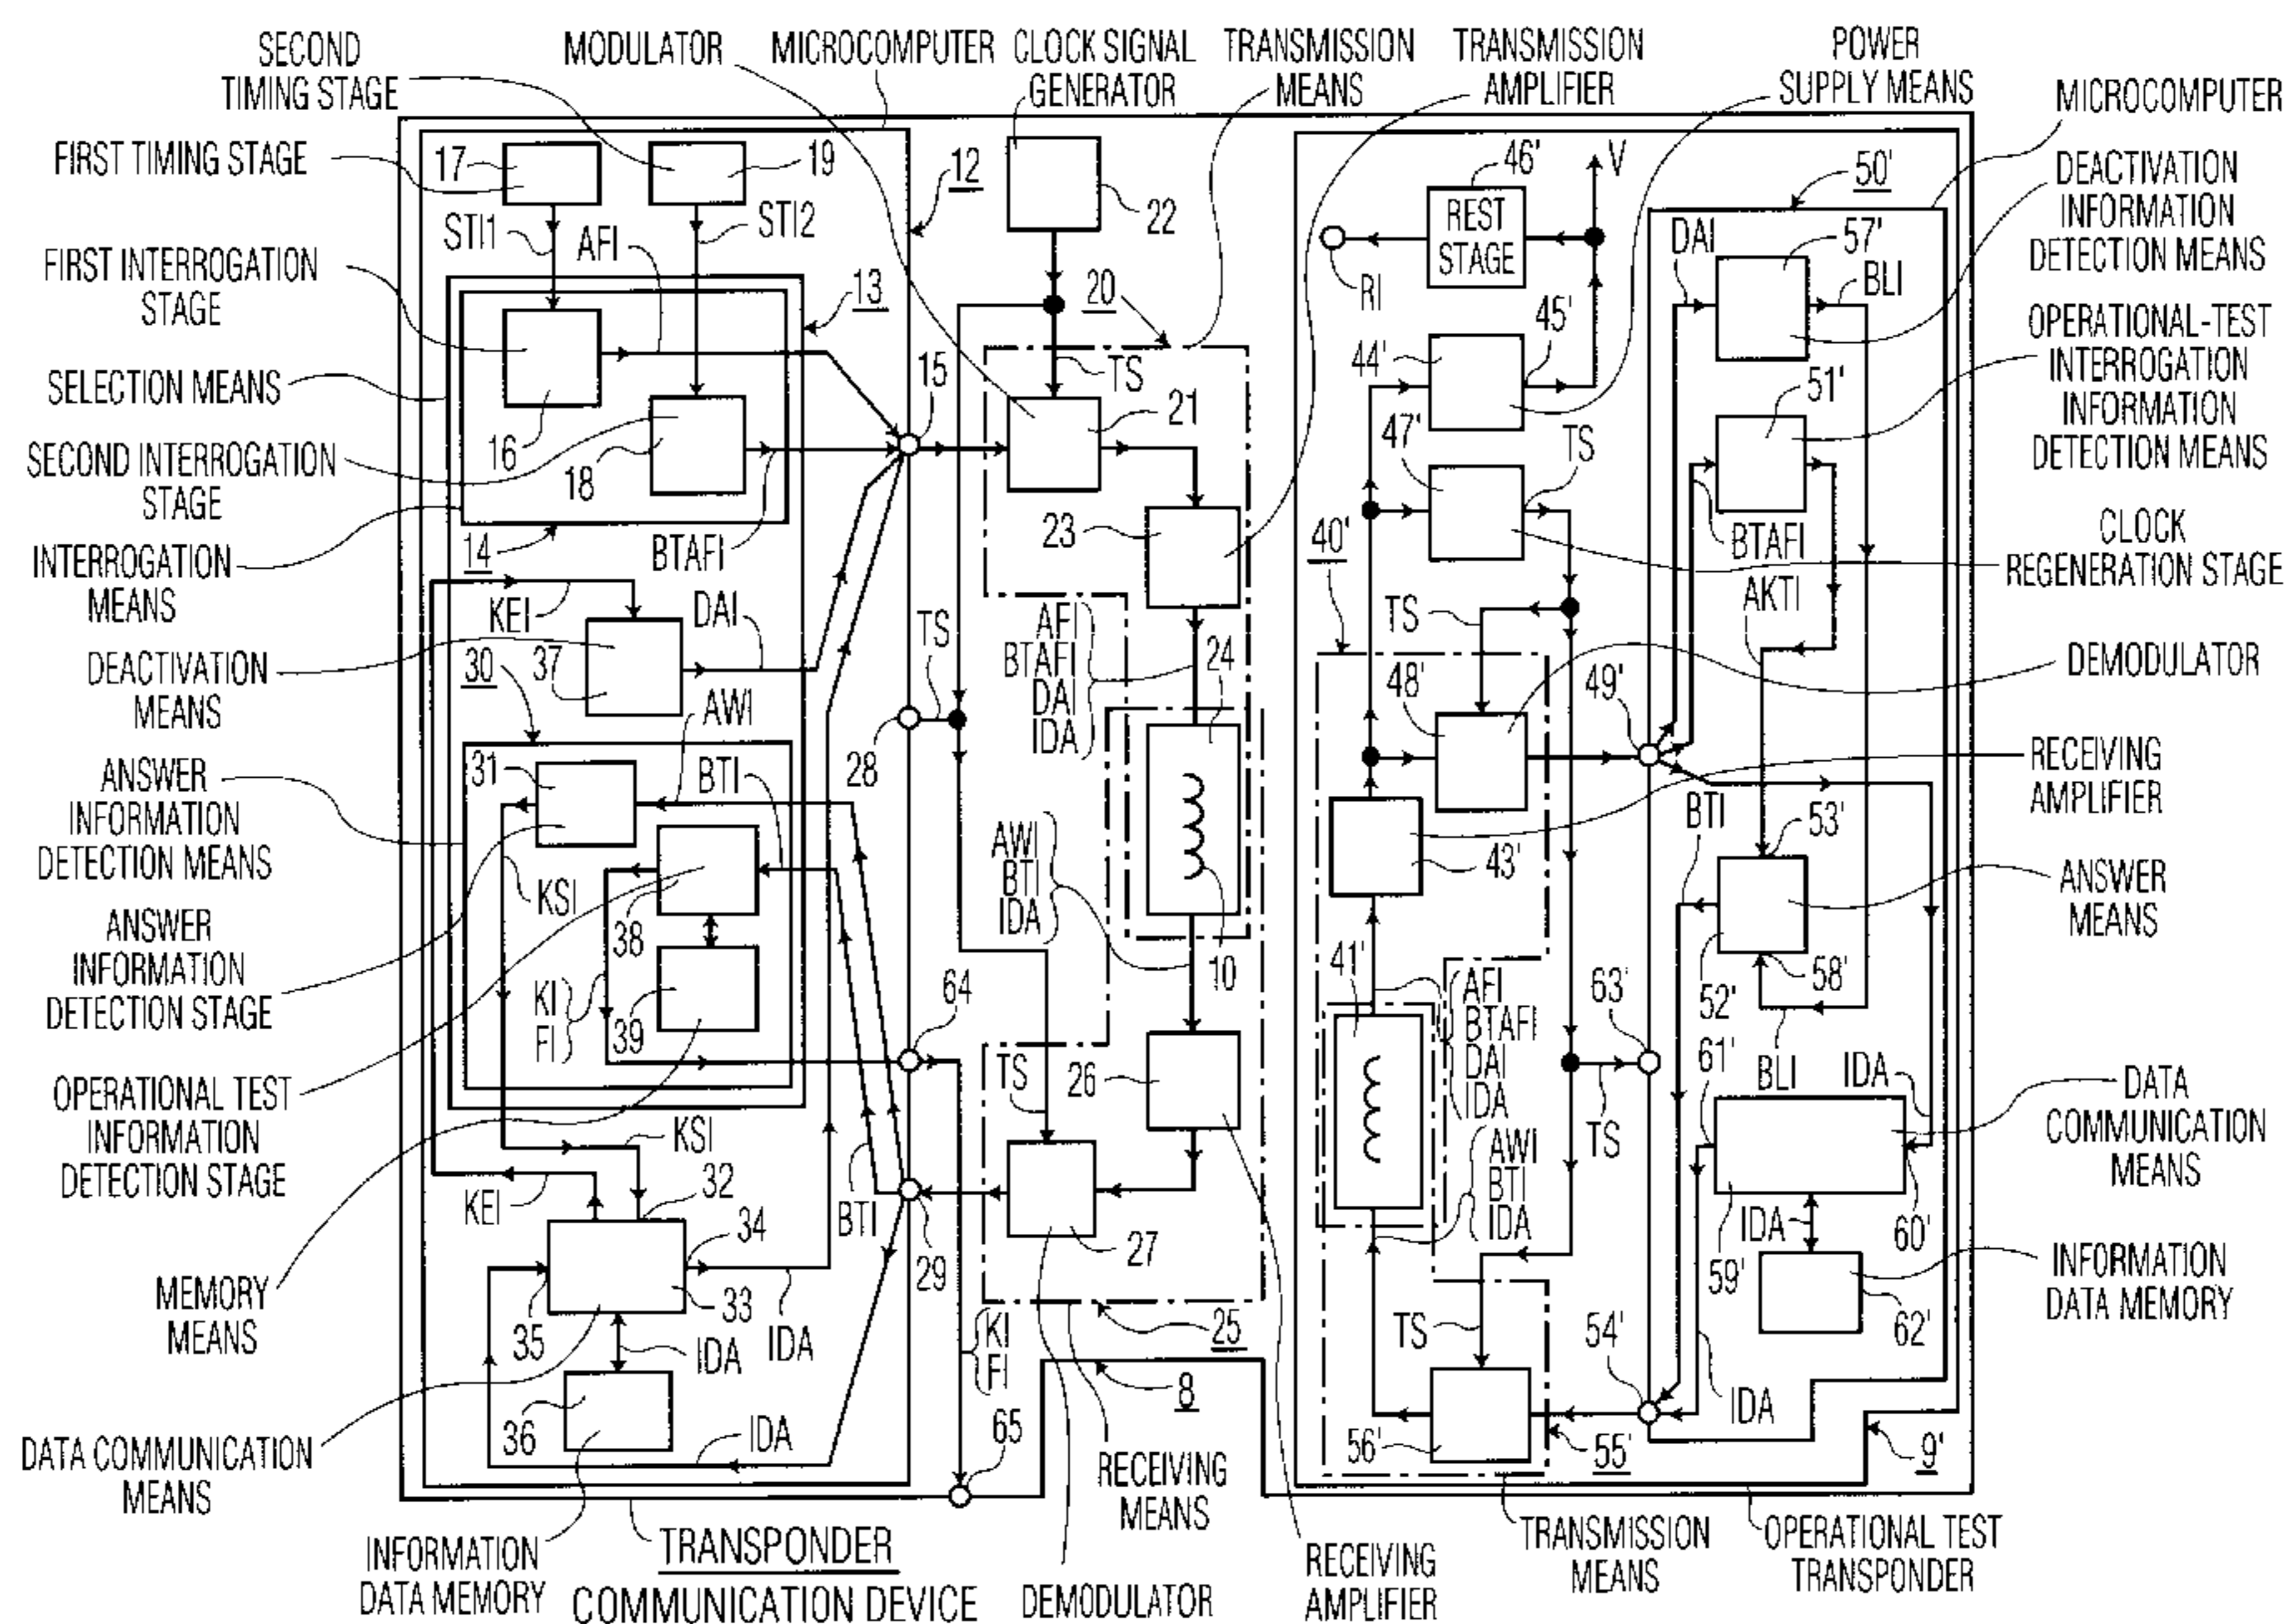 SECOND
TIMING STAGE
MODULATOR
MICROCOMPUTER
CLOCK SIGNAL
GENERATOR
TRANSMISSION
MEANS
TRANSMISSION
AMPLIFIER
POWER
SUPPLY MEANS
MICROCOMPUTER
FIRST TIMING STAGE
FIRST INTERROGATION
STAGE
SELECTION MEANS
SECOND INTERROGATION
STAGE
INTERROGATION
MEANS
DEACTIVATION
MEANS
ANSWER
INFORMATION
DETECTION MEANS
ANSWER
INFORMATION
DETECTION STAGE
OPERATIONAL TEST
INFORMATION
DETECTION STAGE
MEMORY
MEANS
DATA COMMUNICATION
MEANS
INFORMATION
DATA MEMORY
TRANSPONDER
COMMUNICATION DEVICE
17
19
12
STI1
AFI
STI2
13
16
18
15
14
BTAFI
KEI
DAI
30
37
AWI
31
BTI
28
TS
KSI
38
39
KI
FI
64
KSI
KEI
32
34
33
35
BTI
29
IDA
IDA
36
IDA
65
KI
FI
22
20
TS
21
23
AFI
BTAFI
DAI
IDA
24
AWI
BTI
IDA
10
TS
26
27
25
8
RECEIVING
MEANS
DEMODULATOR
RECEIVING
AMPLIFIER
46'
V
REST
STAGE
RI
44'
45'
47'
TS
40'
TS
48'
49'
43'
41'
AFI
BTAFI
DAI
IDA
AWI
BTI
IDA
63'
TS
TS
54'
56'
55'
TRANSMISSION
MEANS
50'
DAI
57'
BLI
51'
BTAFI
AKTI
BTI
53'
52'
58'
61'
BLI
IDA
IDA
59'
60'
62'
IDA
9'
OPERATIONAL TEST
TRANSPONDER
DEACTIVATION
INFORMATION
DETECTION MEANS
OPERATIONAL-TEST
INTERROGATION
INFORMATION
DETECTION MEANS
CLOCK
REGENERATION STAGE
DEMODULATOR
RECEIVING
AMPLIFIER
ANSWER
MEANS
DATA
COMMUNICATION
MEANS
INFORMATION
DATA MEMORY